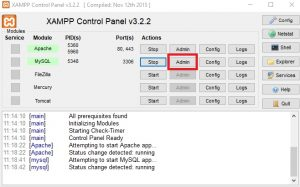 XAMPP Control Panel v3.2.2 [ Compiled: Nov 12th 2015 ]
XAMPP Control Panel v3.2.2
Config
Modules
Service Module PID(s) Port(s) Actions
Netstat
Apache 5360 5960 80, 443 Stop Admin Config Logs
Shell
MySQL 5348 3306 Stop Admin Config Logs
Explorer
FileZilla Start Admin Config Logs
Services
Mercury Start Admin Config Logs
Help
Tomcat Start Admin Config Logs
Quit
11:14:10 [main] All prerequisites found
11:14:10 [main] Initializing Modules
11:14:10 [main] Starting Check-Timer
11:14:10 [main] Control Panel Ready
11:18:22 [Apache] Attempting to start Apache app...
11:18:22 [Apache] Status change detected: running
11:18:41 [mysql] Attempting to start MySQL app...
11:18:42 [mysql] Status change detected: running